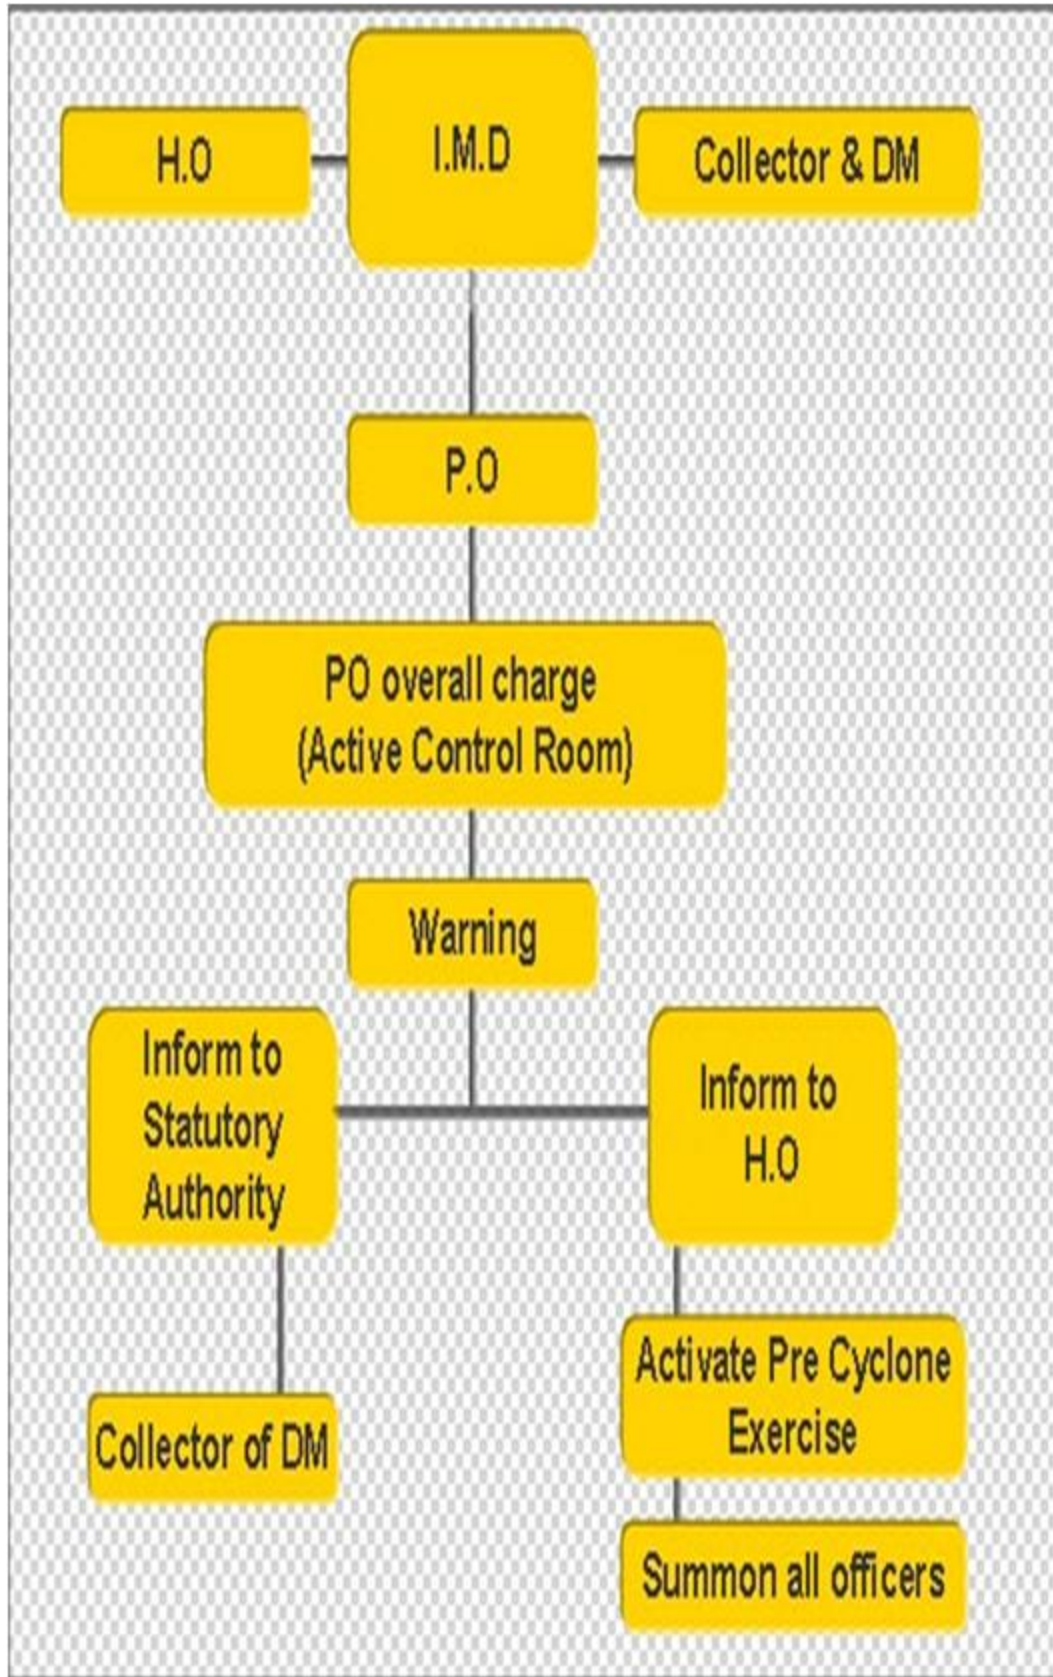 H.O
I.M.D
Collector & DM
P.O
PO overall charge
(Active Control Room)
Warning
Inform to
Statutory
Authority
Inform to
H.O
Activate Pre Cyclone
Exercise
Collector of DM
Summon all officers